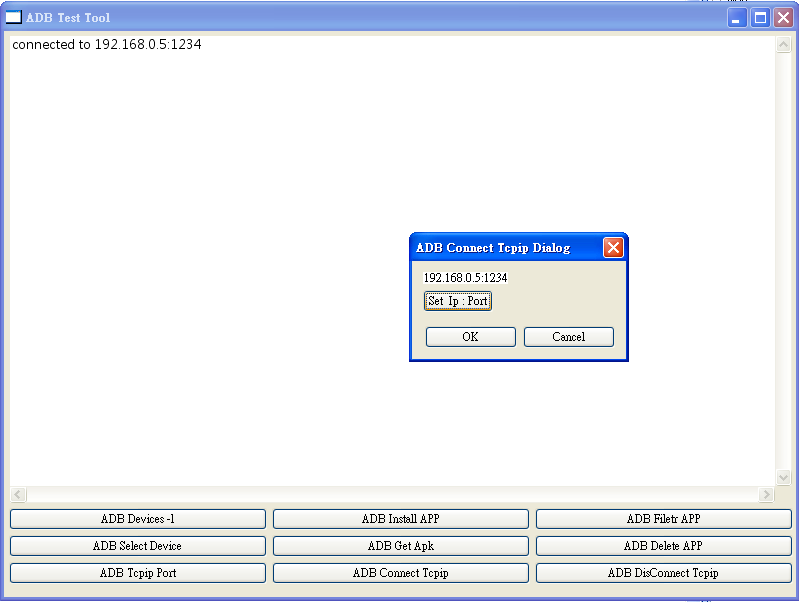 ADB Test Tool
connected to 192.168.0.5:1234
ADB Connect Tcpip Dialog
192.168.0.5:1234
Set Ip : Port
OK Cancel
ADB Devices -l ADB Install APP ADB Filetr APP
ADB Select Device ADB Get Apk ADB Delete APP
ADB Tcpip Port ADB Connect Tcpip ADB DisConnect Tcpip